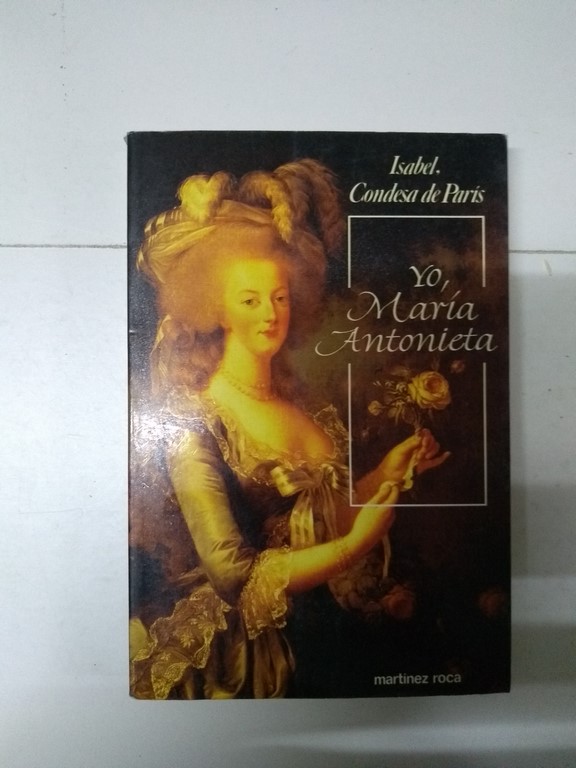 Isabel,
Condesa de París
Yo,
María
Antonieta
martínez roca